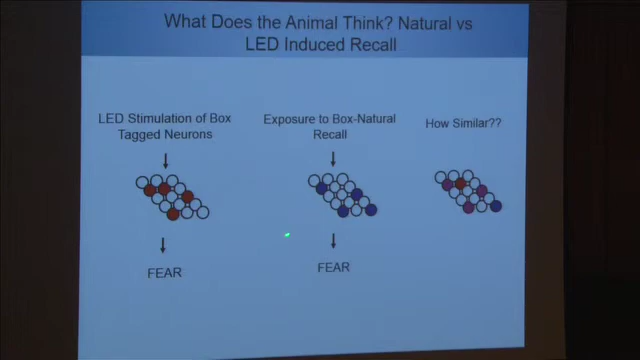 What Does the Animal Think? Natural vs
LED Induced Recall
LED Stimulation of Box
Tagged Neurons
Exposure to Box-Natural
Recall
How Similar??
FEAR
FEAR